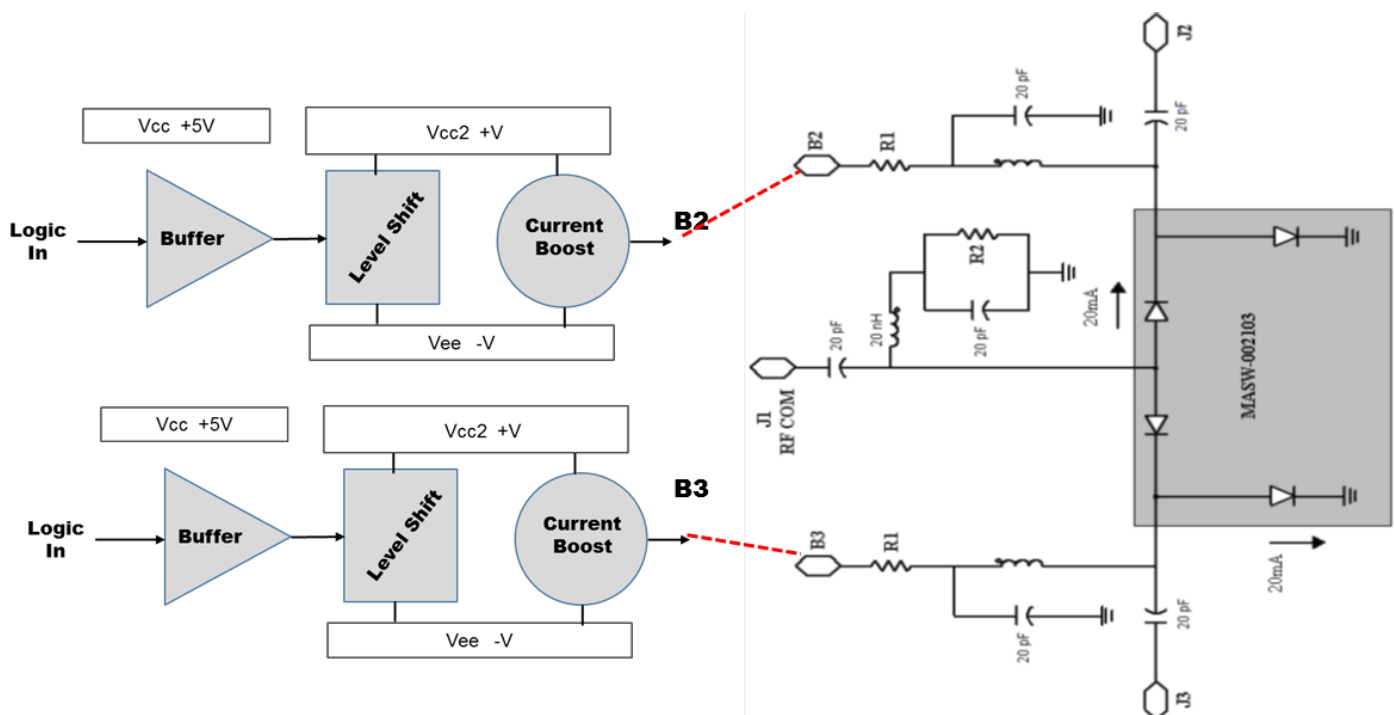 Vcc +5V
Vcc2 +V
Logic
In
Buffer
Level Shift
Current
Boost
B2
Vee -V
Vcc +5V
Vcc2 +V
Logic
In
Buffer
Level Shift
Current
Boost
B3
Vee -V
J2
20 pF
20 pF
B2
R1
R2
20 pF
20 nH
20 pF
20mA
J1
RF COM
MASW-002103
B3
R1
20 pF
20 pF
20mA
J3